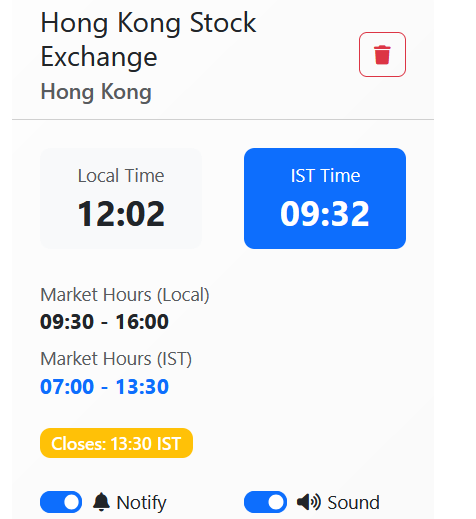 Hong Kong Stock
Exchange
Hong Kong
Local Time
12:02
IST Time
09:32
Market Hours (Local)
09:30 - 16:00
Market Hours (IST)
07:00 - 13:30
Closes: 13:30 IST
Notify
Sound